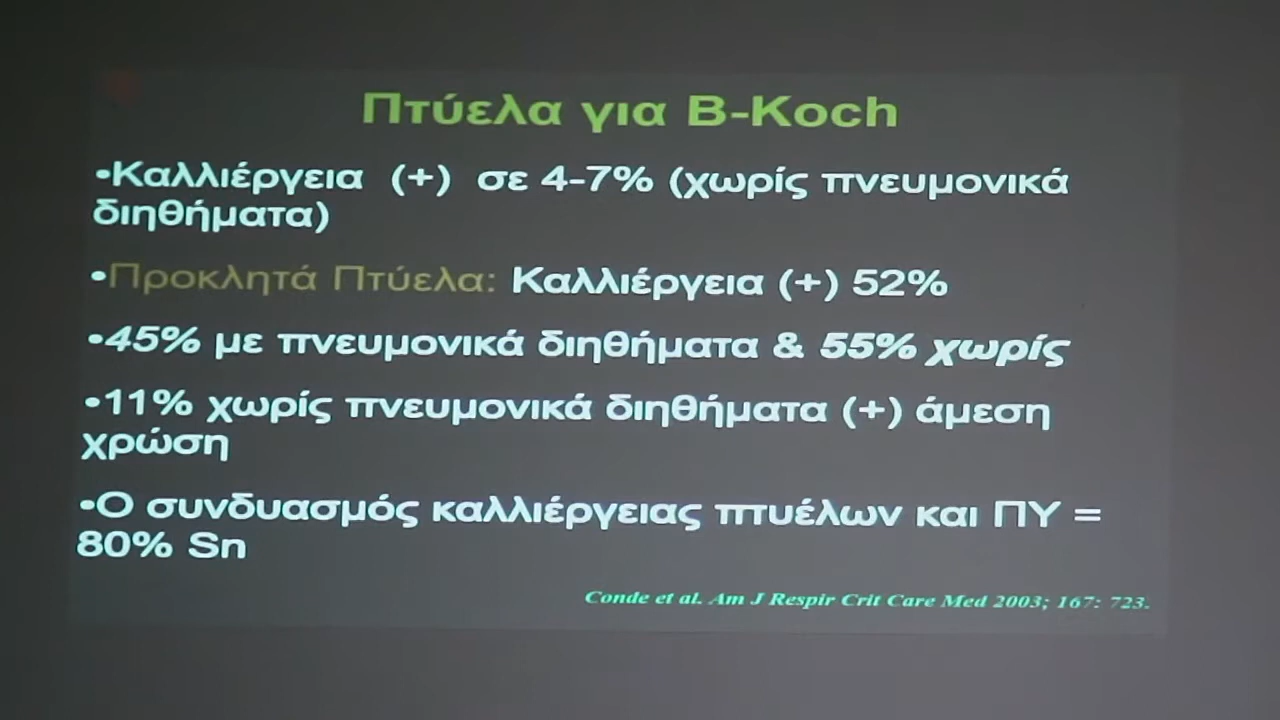 Πτύελα για B-Koch
•Καλλιέργεια (+) σε 4-7% (χωρίς πνευμονικά
διηθήματα)
•Προκλητά Πτύελα: Καλλιέργεια (+) 52%
•45% με πνευμονικά διηθήματα & 55% χωρίς
•11% χωρίς πνευμονικά διηθήματα (+) άμεση
χρώση
•Ο συνδυασμός καλλιέργειας πτυέλων και ΠΥ =
80% Sn
Conde et al. Am J Respir Crit Care Med 2003; 167: 723.